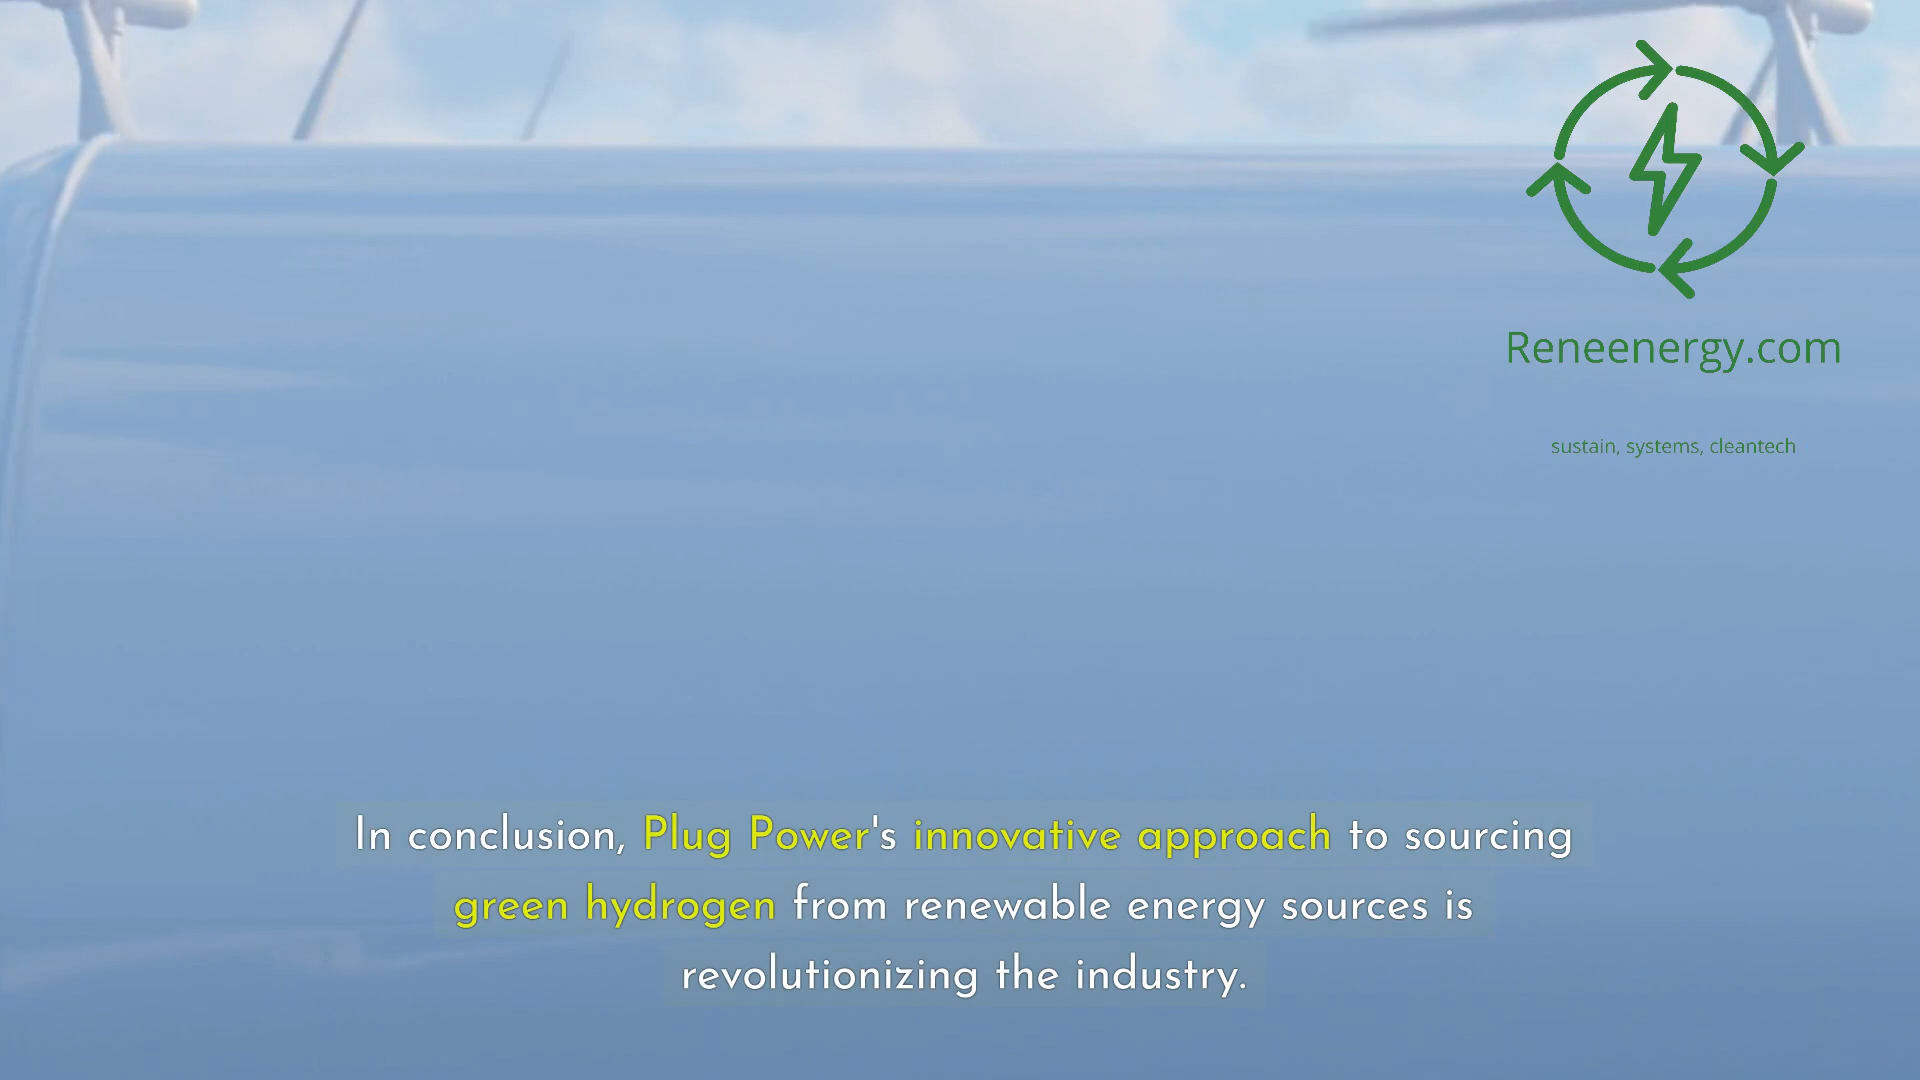 Reneenergy.com
sustain, systems, cleantech
In conclusion, Plug Power's innovative approach to sourcing
green hydrogen from renewable energy sources is
revolutionizing the industry.